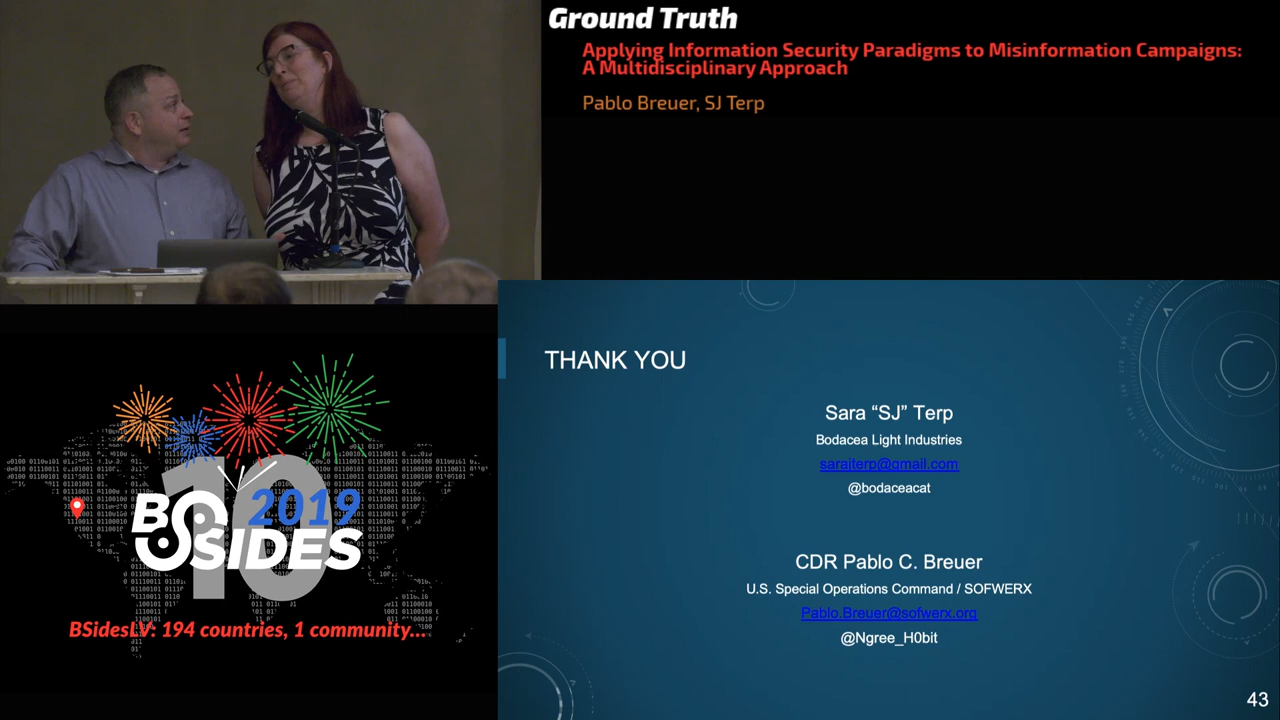 Ground Truth
Applying Information Security Paradigms to Misinformation Campaigns:
A Multidisciplinary Approach
Pablo Breuer, SJ Terp
THANK YOU
Sara “SJ” Terp
Bodacea Light Industries
sarajterp@gmail.com
@bodaceacat
CDR Pablo C. Breuer
U.S. Special Operations Command / SOFWERX
Pablo.Breuer@sofwerx.org
@Ngree_H0bit
43
10
2019
BSIDES
BSidesLV: 194 countries, 1 community...